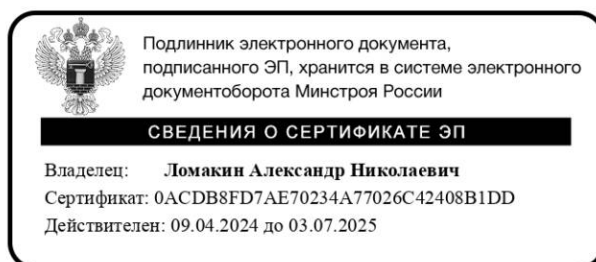 Подлинник электронного документа,
подписанного ЭП, хранится в системе электронного
документоборота Минстроя России
СВЕДЕНИЯ О СЕРТИФИКАТЕ ЭП
Владелец: Ломакин Александр Николаевич
Сертификат: 0ACDB8FD7AE70234A77026C42408B1DD
Действителен: 09.04.2024 до 03.07.2025